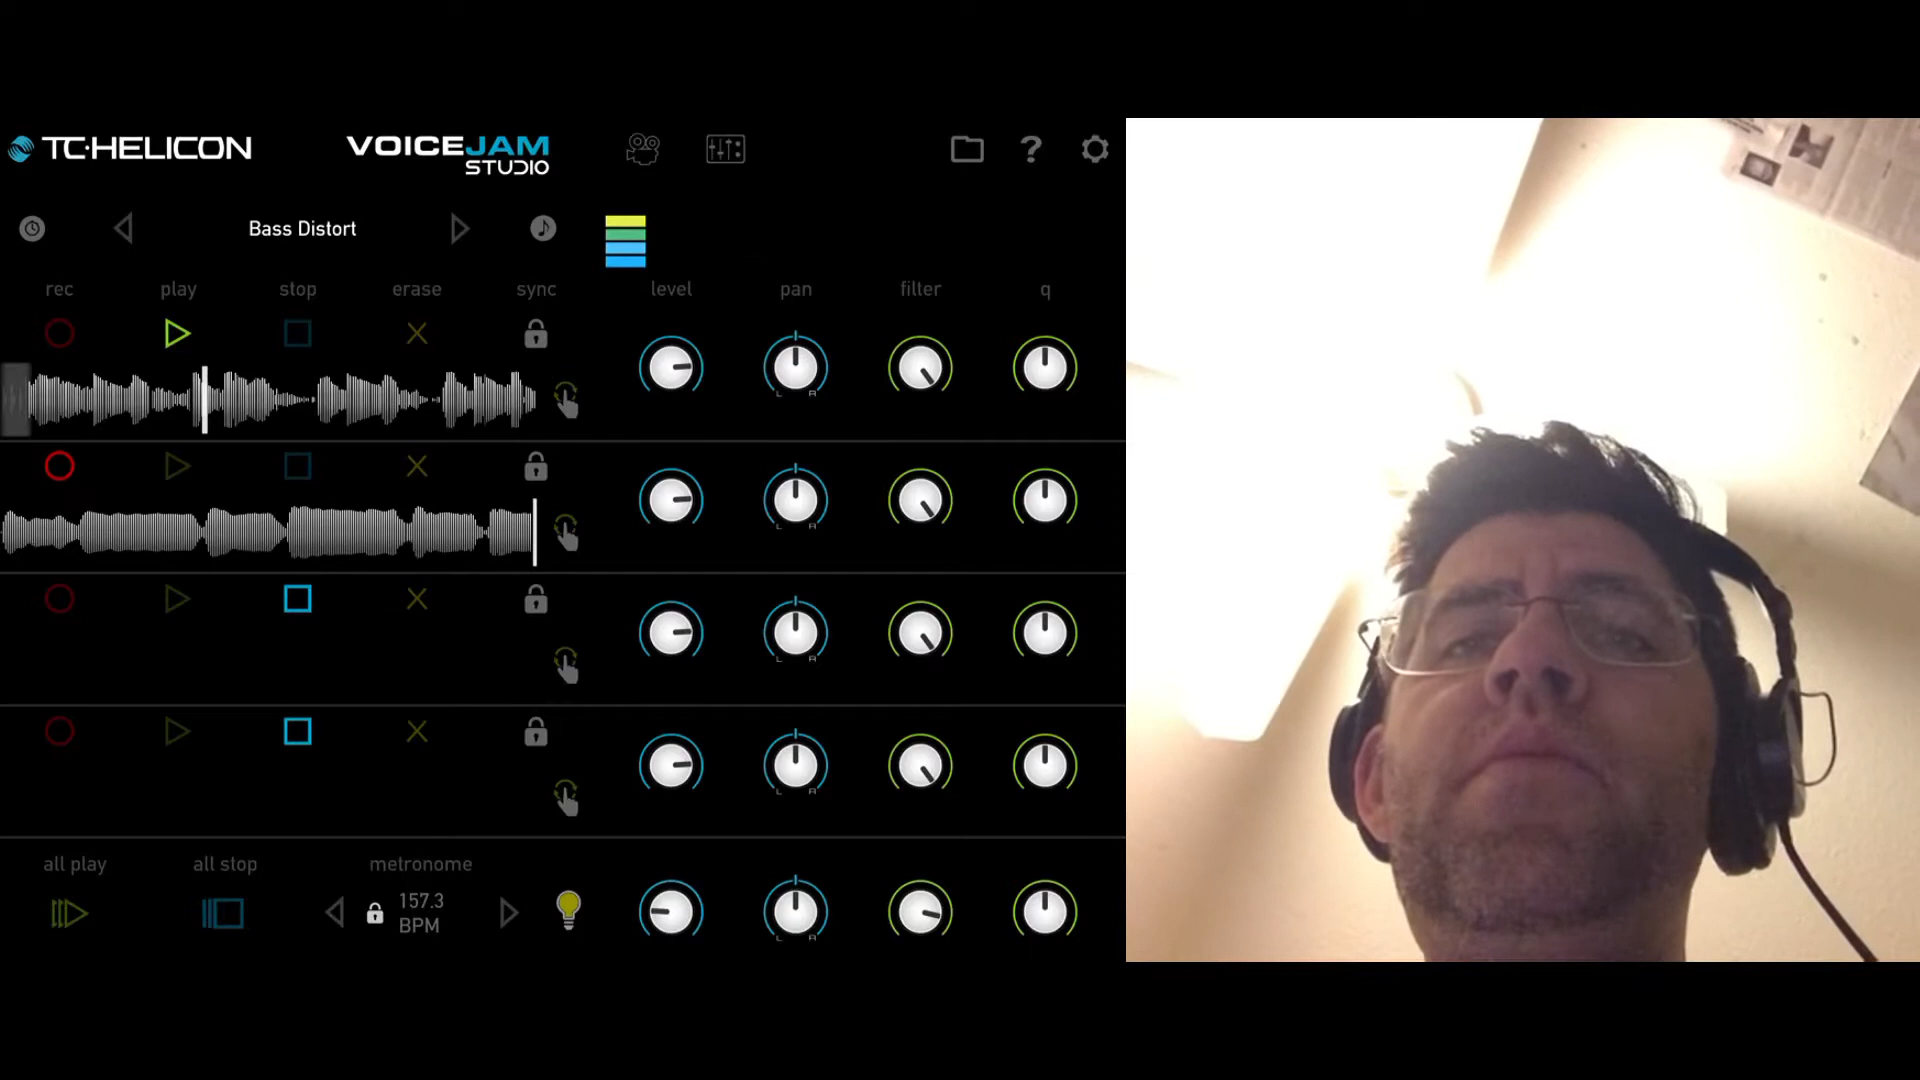 TC·HELICON
VOICEJAM
STUDIO
?
Bass Distort
rec play stop erase sync level pan filter q
L R
L R
L R
L R
all play all stop metronome
157.3
BPM
L R